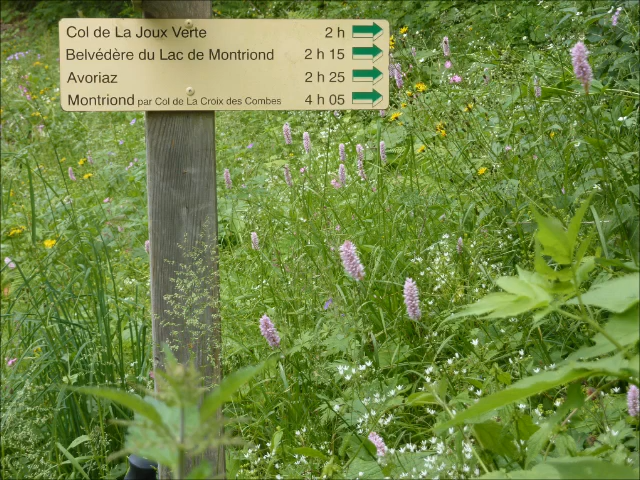 Col de La Joux Verte 2 h
Belvédère du Lac de Montriond 2 h 15
Avoriaz 2 h 25
Montriond par Col de La Croix des Combes 4 h 05